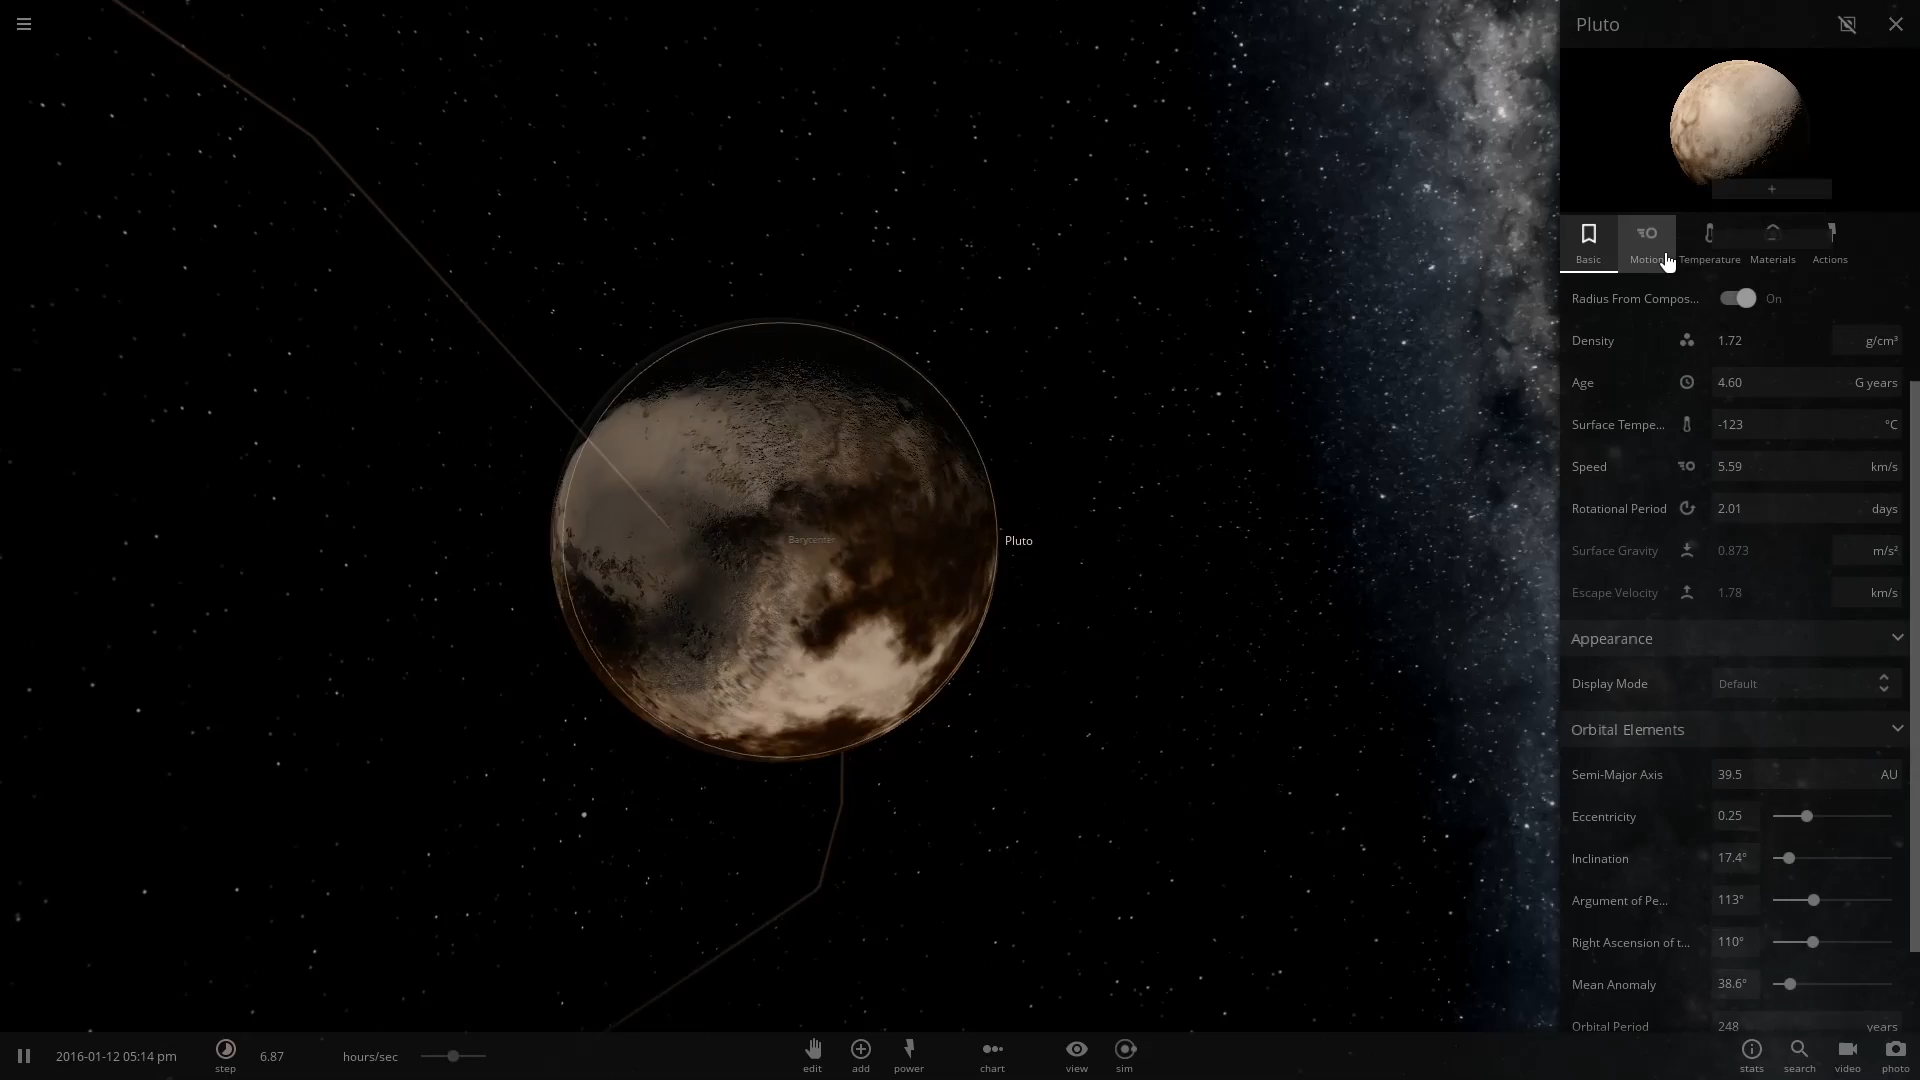 Pluto
+
Basic
Motion
Temperature
Materials
Actions
Radius From Compos... On
Density 1.72 g/cm³
Age 4.60 G years
Surface Tempe... -123 °C
Speed 5.59 km/s
Rotational Period 2.01 days
Surface Gravity 0.873 m/s²
Escape Velocity 1.78 km/s
Appearance
Display Mode Default
Orbital Elements
Semi-Major Axis 39.5 AU
Eccentricity 0.25
Inclination 17.4°
Argument of Pe... 113°
Right Ascension of t... 110°
Mean Anomaly 38.6°
Orbital Period 248 years
Barycenter
Pluto
2016-01-12 05:14 pm
step
6.87 hours/sec
edit
add
power
chart
view
sim
stats
search
video
photo